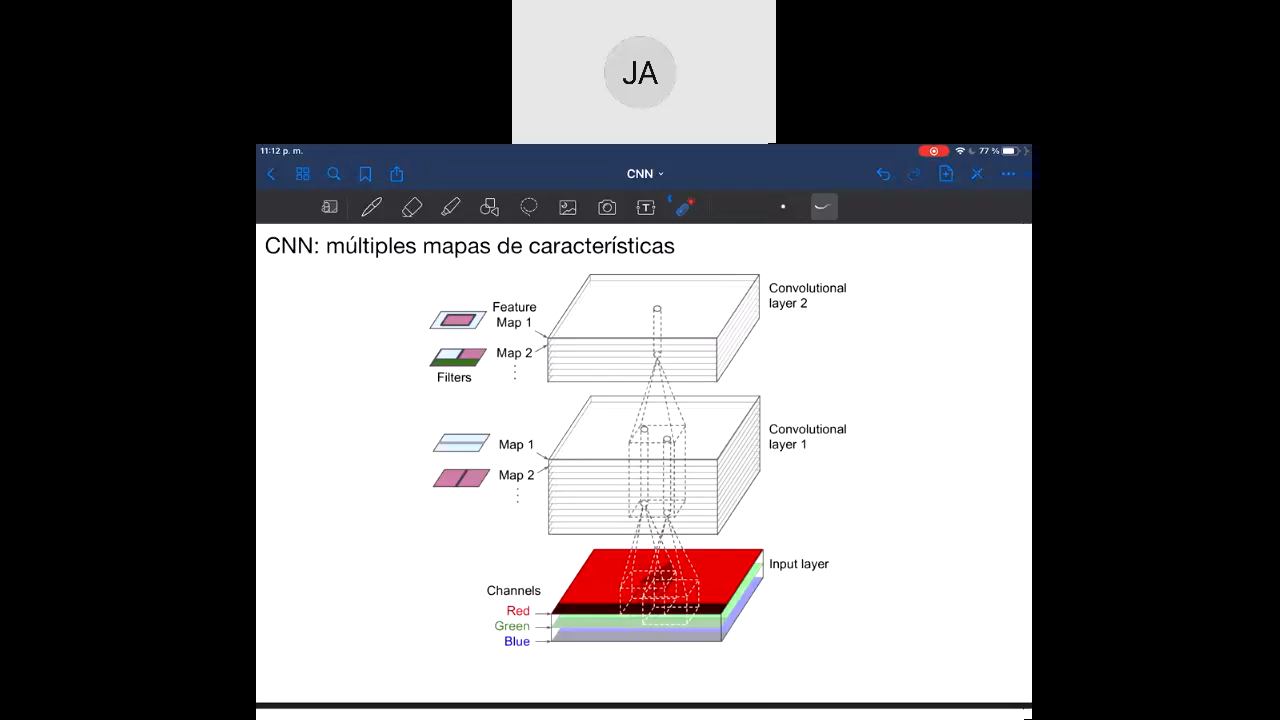 JA
11:12 p. m.
77 %
CNN
CNN: múltiples mapas de características
Feature
Map 1
Map 2
Filters
Convolutional
layer 2
Map 1
Map 2
Convolutional
layer 1
Input layer
Channels
Red
Green
Blue